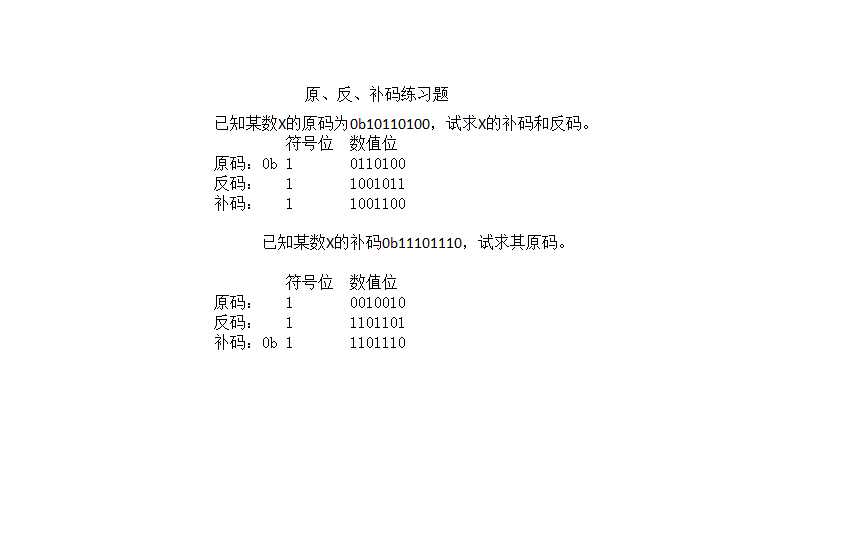 原、反、补码练习题
已知某数X的原码为0b10110100，试求X的补码和反码。
符号位 数值位
原码：0b 1 0110100
反码： 1 1001011
补码： 1 1001100
已知某数X的补码0b11101110，试求其原码。
符号位 数值位
原码： 1 0010010
反码： 1 1101101
补码：0b 1 1101110